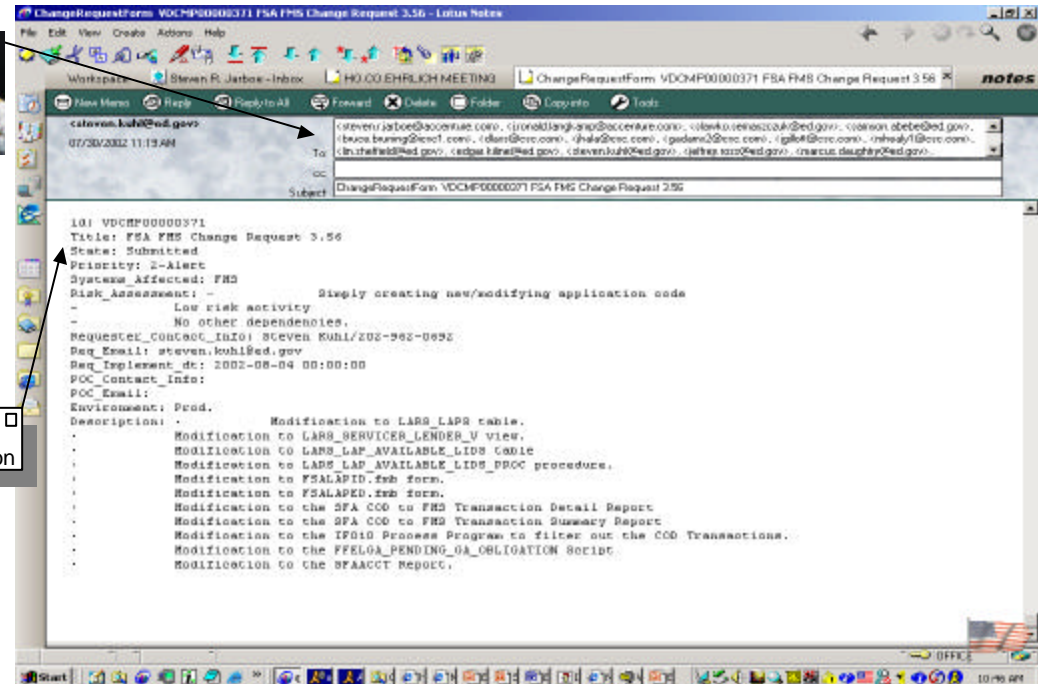 ChangeRequestForm VDCMP00000371 FSA FMS Change Request 3.56 - Lotus Notes
File Edit View Create Actions Help
Workspace Steven R. Jarboe - Inbox HO.CO.EHRLICH MEETING ChangeRequestForm VDCMP00000371 FSA FMS Change Request 3.56 notes
New Memo Reply Reply to All Forward Delete Folder Copy into Tools
<steven.kuhl@ed.gov>
07/30/2002 11:19 AM
To:
cc:
Subject: ChangeRequestForm VDCMP00000371 FSA FMS Change Request 3.56
id: VDCMP00000371
Title: FSA FMS Change Request 3.56
State: Submitted
Priority: 2-Alert
Systems_Affected: FMS
Risk_Assessment: - Simply creating new/modifying application code
- Low risk activity
- No other dependencies.
Requester_Contact_Info: Steven Kuhl/202-962-0692
Req_Email: steven.kuhl@ed.gov
Req_Implement_dt: 2002-08-04 00:00:00
POC_Contact_Info:
POC_Email:
Environment: Prod.
Description: · Modification to LARS_LAPS table.
· Modification to LARS_SERVICER_LENDER_V view.
· Modification to LARS_LAP_AVAILABLE_LIDS table
· Modification to LARS_LAP_AVAILABLE_LIDS_PROC procedure.
· Modification to FSALAPID.fmb form.
· Modification to FSALAPED.fmb form.
· Modification to the SFA COD to FMS Transaction Detail Report
· Modification to the SFA COD to FMS Transaction Summary Report
· Modification to the IF010 Process Program to filter out the COD Transactions.
· Modification to the FFELGA_PENDING_GA_OBLIGATION Script
· Modification to the SFAACCT Report.
on
OFFICE
Start 10:46 AM